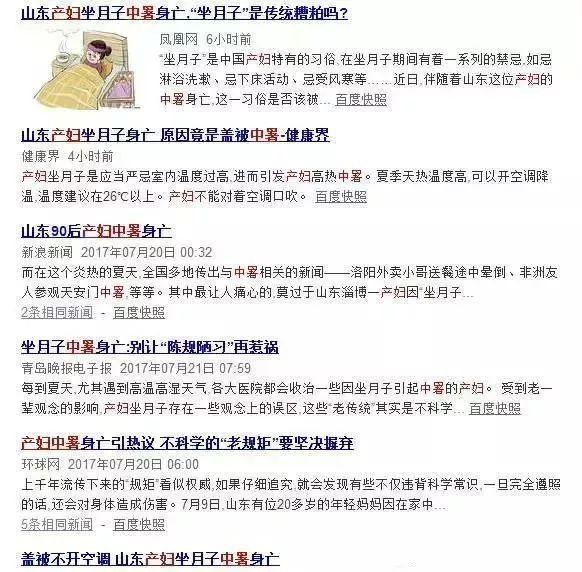 山东产妇坐月子中暑身亡,“坐月子”是传统糟粕吗?
凤凰网 6小时前
“坐月子”是中国产妇特有的习俗,在坐月子期间有着一系列的禁忌,如忌
淋浴洗漱、忌下床活动、忌受风寒等……近日,伴随着山东这位产妇的
中暑身亡,这一习俗是否该被... 百度快照
山东产妇坐月子身亡 原因竟是盖被中暑-健康界
健康界 4小时前
产妇坐月子是应当严忌室内温度过高,进而引发产妇高热中暑。夏季天热温度高,可以开空调降
温,温度建议在26℃以上。产妇不能对着空调口吹。 百度快照
山东90后产妇中暑身亡
新浪新闻 2017年07月20日 00:32
而在这个炎热的夏天,全国多地传出与中暑相关的新闻——洛阳外卖小哥送餐途中晕倒、非洲友
人参观天安门中暑,等等。其中最让人痛心的,莫过于山东淄博一产妇因“坐月子...
2条相同新闻 - 百度快照
坐月子中暑身亡:别让“陈规陋习”再惹祸
青岛晚报电子报 2017年07月21日 07:59
每到夏天,尤其遇到高温高湿天气,各大医院都会收治一些因坐月子引起中暑的产妇。 受到老一
辈观念的影响,产妇坐月子存在一些观念上的误区,这些“老传统”其实是不科学... 百度快照
产妇中暑身亡引热议 不科学的“老规矩”要坚决摒弃
环球网 2017年07月20日 06:00
上千年流传下来的“规矩”看似权威,如果仔细追究,就会发现有些不仅违背科学常识,一旦完全遵照
的话,还会对身体造成伤害。7月9日,山东有位20多岁的年轻妈妈因在家中...
5条相同新闻 - 百度快照
盖被不开空调 山东产妇坐月子中暑身亡